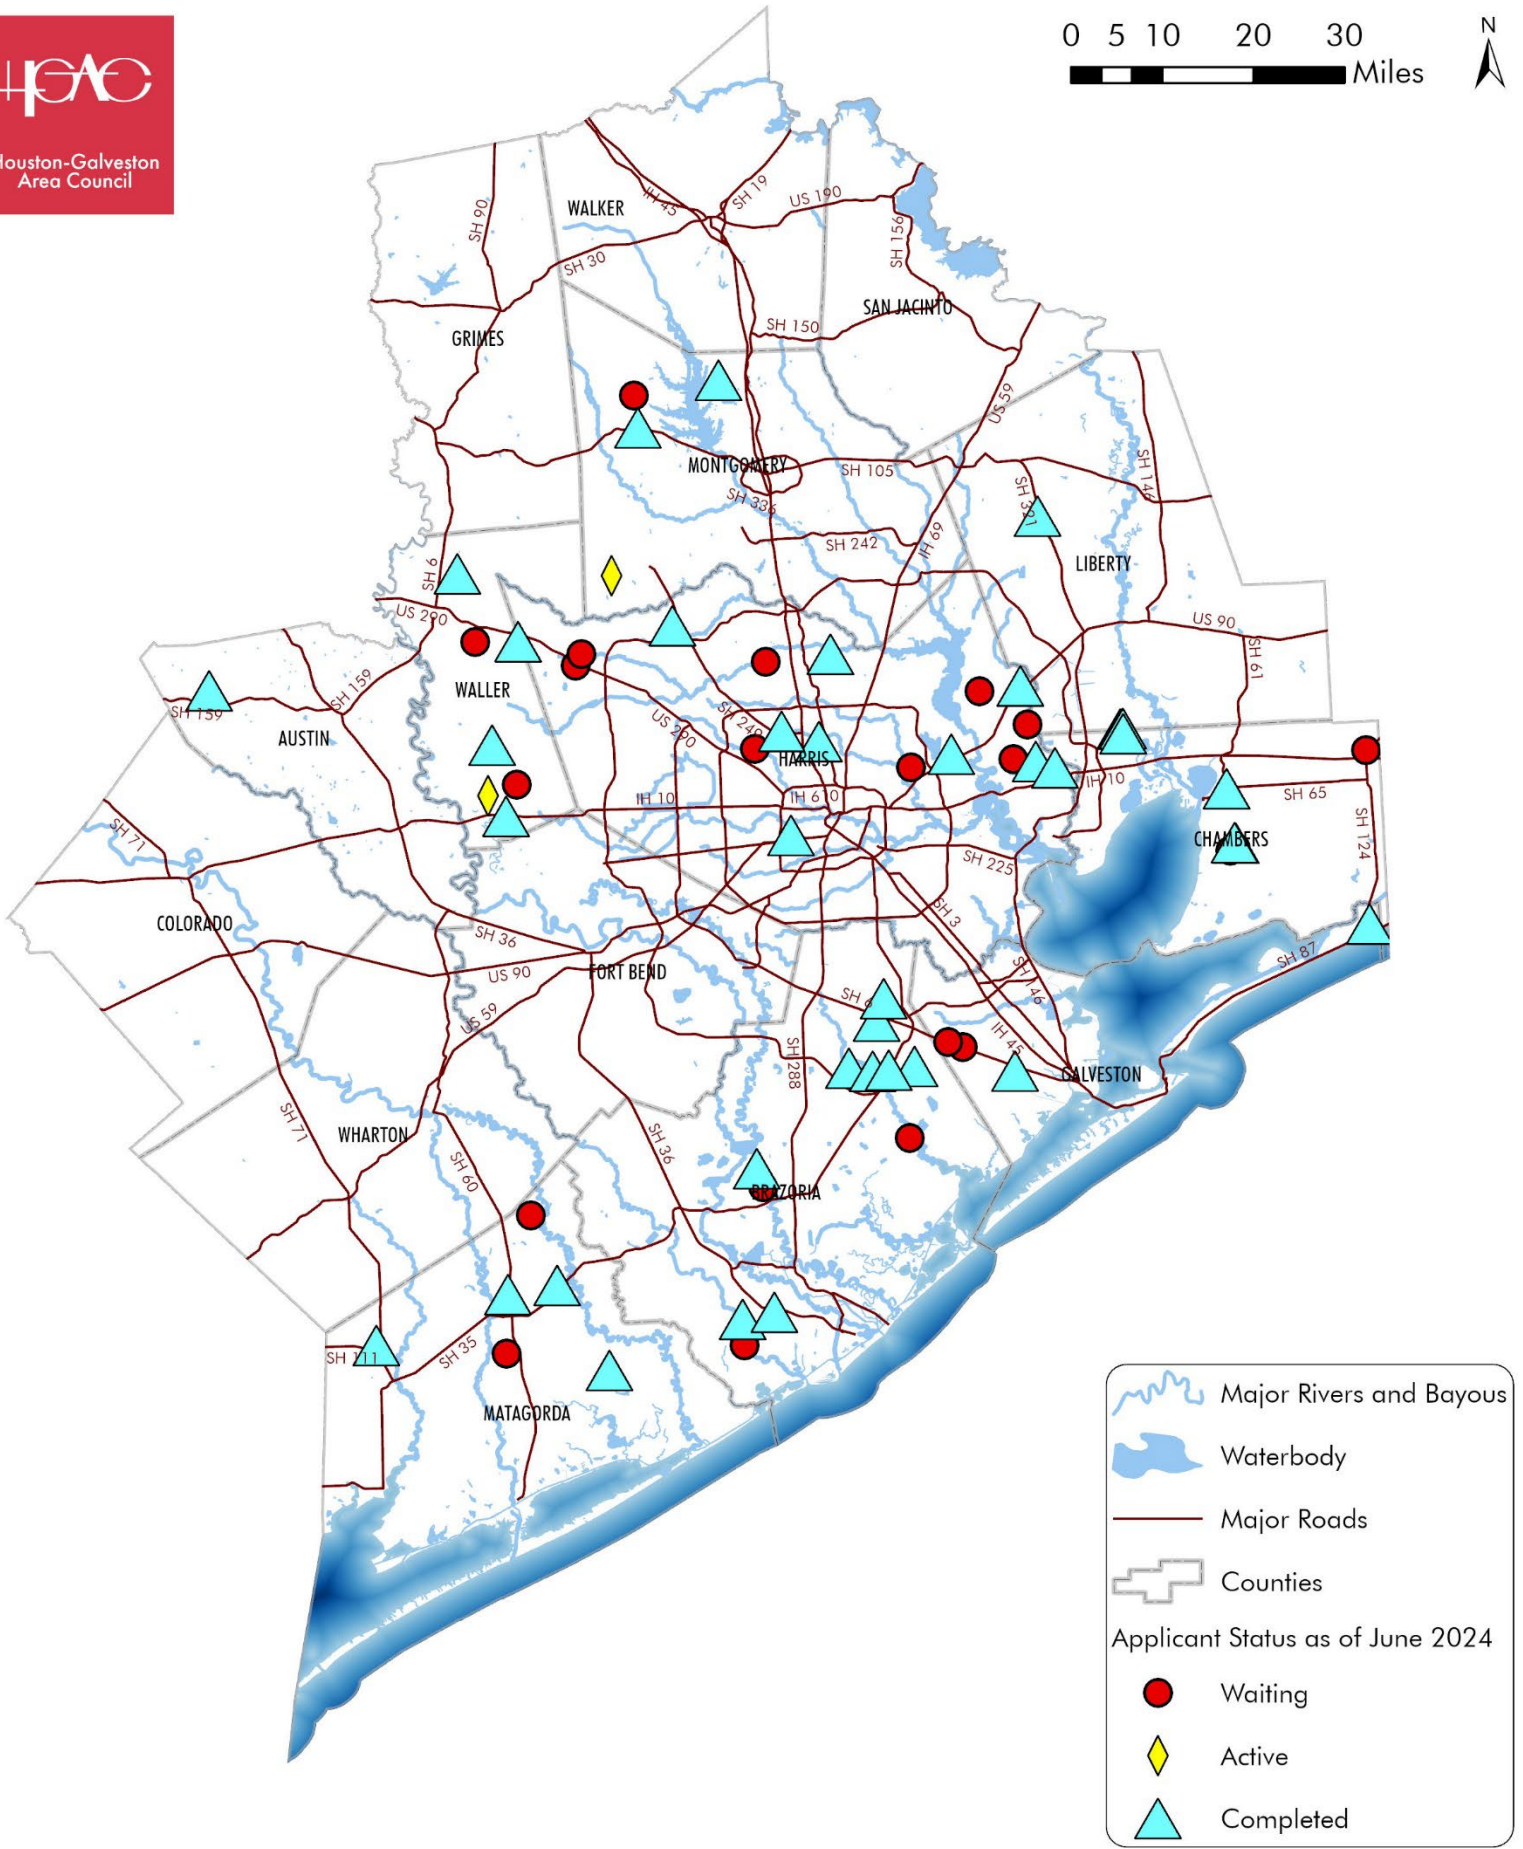 HGAC
Houston-Galveston
Area Council
0 5 10 20 30
Miles
N
WALKER
IH 45
SH 19
US 190
SH 90
SH 156
SH 30
SAN JACINTO
SH 150
GRIMES
US 59
MONTGOMERY
SH 105
SH 146
SH 336
SH 321
SH 242
IH 69
LIBERTY
SH 6
US 290
US 90
SH 61
WALLER
SH 159
SH 159
AUSTIN
US 290
SH 249
HARRIS
IH 10
IH 10
IH 610
SH 65
SH 71
CHAMBERS
SH 124
SH 225
SH 3
COLORADO
SH 36
SH 87
US 90
FORT BEND
SH 146
SH 6
US 59
IH 45
SH 288
GALVESTON
SH 71
WHARTON
SH 36
SH 60
BRAZORIA
SH 35
SH 111
MATAGORDA
Major Rivers and Bayous
Waterbody
Major Roads
Counties
Applicant Status as of June 2024
Waiting
Active
Completed